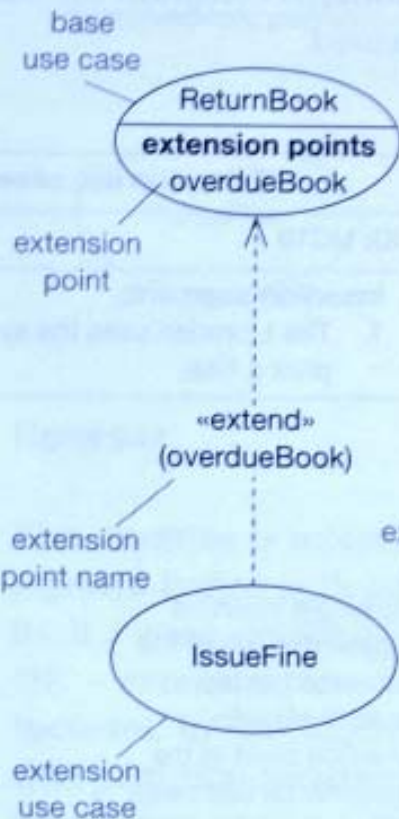 base
use case
ReturnBook
extension points
overdueBook
extension
point
«extend»
(overdueBook)
extension
point name
IssueFine
extension
use case